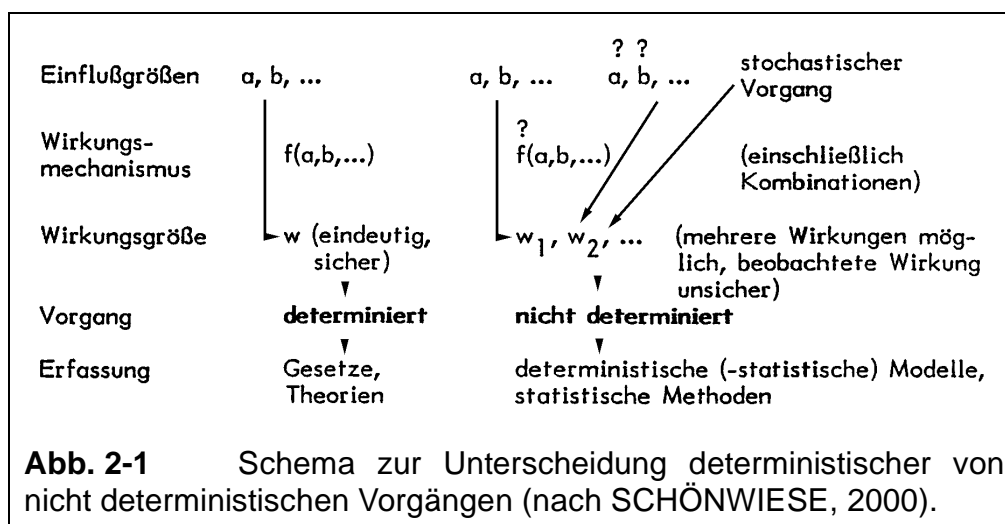 ? ?
Einflußgrößen a, b, ... a, b, ... a, b, ... stochastischer
Vorgang
?
Wirkungs- f(a,b,...) f(a,b,...) (einschließlich
mechanismus Kombinationen)
Wirkungsgröße w (eindeutig, w1, w2, ... (mehrere Wirkungen mög-
sicher) lich, beobachtete Wirkung
unsicher)
Vorgang determiniert nicht determiniert
Erfassung Gesetze, deterministische (-statistische) Modelle,
Theorien statistische Methoden
Abb. 2-1 Schema zur Unterscheidung deterministischer von
nicht deterministischen Vorgängen (nach SCHÖNWIESE, 2000).